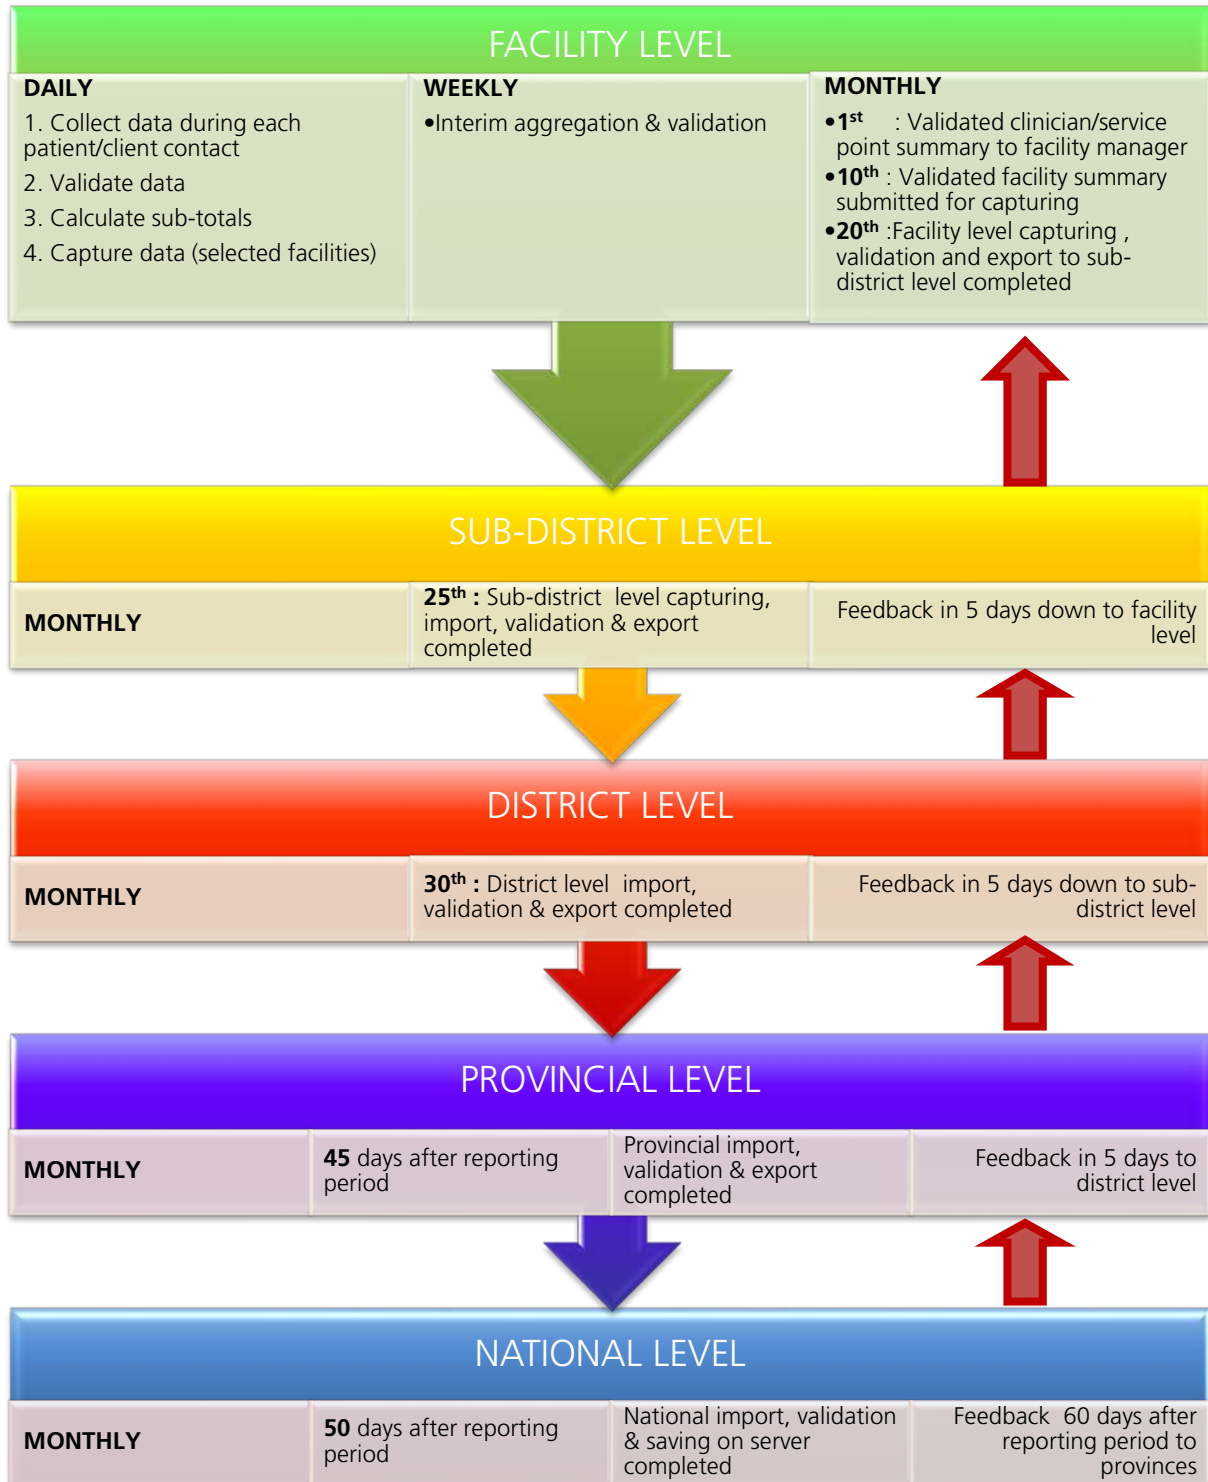 FACILITY LEVEL
DAILY
1. Collect data during each
patient/client contact
2. Validate data
3. Calculate sub-totals
4. Capture data (selected facilities)
WEEKLY
•Interim aggregation & validation
MONTHLY
•1st : Validated clinician/service
point summary to facility manager
•10th : Validated facility summary
submitted for capturing
•20th :Facility level capturing ,
validation and export to sub-
district level completed
SUB-DISTRICT LEVEL
MONTHLY
25th : Sub-district level capturing,
import, validation & export
completed
Feedback in 5 days down to facility
level
DISTRICT LEVEL
MONTHLY
30th : District level import,
validation & export completed
Feedback in 5 days down to sub-
district level
PROVINCIAL LEVEL
MONTHLY
45 days after reporting
period
Provincial import,
validation & export
completed
Feedback in 5 days to
district level
NATIONAL LEVEL
MONTHLY
50 days after reporting
period
National import, validation
& saving on server
completed
Feedback 60 days after
reporting period to
provinces